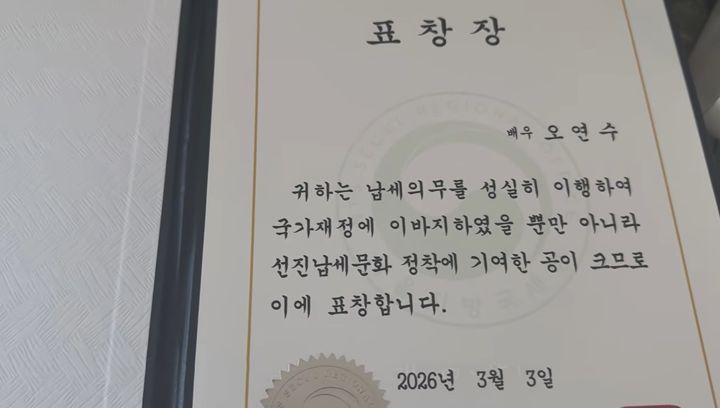 표창장
배우 오연수
귀하는 납세의무를 성실히 이행하여
국가재정에 이바지하였을 뿐만 아니라
선진납세문화 정착에 기여한 공이 크므로
이에 표창합니다.
2026년 3월 3일